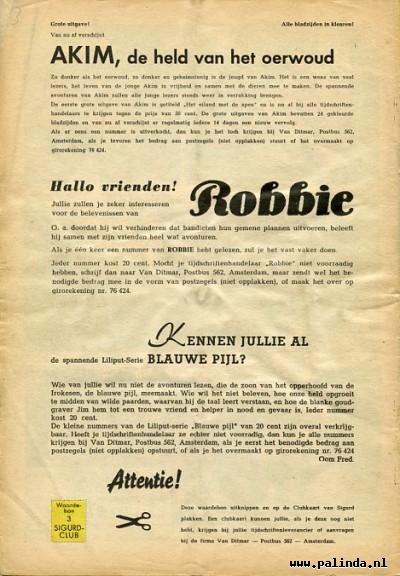 Grote uitgave!
Alle bladzijden in kleuren!
Van nu af verschijnt
AKIM, de held van het oerwoud
Zo donker als het oerwoud, zo donker en geheimzinnig is de jeugd van Akim. Het is een wens van veel
lezers, het leven van de jonge Akim in vrijheid en samen met de dieren mee te maken. De spannende
avonturen van Akim zullen alle jonge lezers steeds weer in verrukking brengen.
De eerste grote uitgave van Akim is getiteld „Het eiland met de apen" en is nu al bij alle tijdschriften-
handelaars te krijgen tegen de prijs van 50 cent. De grote uitgaven van Akim bevatten 24 gekleurde
bladzijden en van nu af verschijnt er regelmatig iedere 14 dagen een nieuw vervolg.
Als er eens een nummer is uitverkocht, dan kun je het toch krijgen bij Van Ditmar, Postbus 562,
Amsterdam, als je tevoren het bedrag aan postzegels (niet opplakken) stuurt of het overmaakt op
girorekening 76 424.
Hallo vrienden!
Robbie
Jullie zullen je zeker interesseren
voor de belevenissen van
O. a. doordat hij wil verhinderen dat bandieten hun gemene plannen uitvoeren, beleeft
hij samen met zijn vrienden heel wat avonturen.
Als je één keer een nummer van ROBBIE hebt gelezen, zul je het vast vaker doen.
Ieder nummer kost 20 cent. Mocht je tijdschriftenhandelaar „Robbie" niet voorradig
hebben, schrijf dan naar Van Ditmar, Postbus 562, Amsterdam, maar zend wel het be-
nodigde bedrag mee in de vorm van postzegels (niet opplakken), of maak het over op
girorekening nr. 76 424.
KENNEN JULLIE AL
de spannende Liliput-Serie BLAUWE PIJL?
Wie van jullie wil nu niet de avonturen lezen, die de zoon van het opperhoofd van de
Irokesen, de blauwe pijl, meemaakt. Wie wil het niet beleven, hoe onze held opgroeit
te midden van wilde paarden, waarvan hij de taal leert verstaan, en hoe de blanke goud-
graver Jim hem tot een trouwe vriend en helper in nood en gevaar is, Ieder nummer
kost 20 cent.
De kleine nummers van de Liliput-serie „Blauwe pijl" van 20 cent zijn overal verkrijg-
baar. Heeft je tijdschriftenhandelaar ze echter niet voorradig, dan kun je alle nummers
krijgen bij Van Ditmar, Postbus 562, Amsterdam, als je eerst het benodigde bedrag aan
postzegels (niet opplakken) opstuurt, of als je het overmaakt op girorekening nr. 76 424
Oom Fred.
Attentie!
Waarde-
bon
3
SIGURD-
CLUB
Deze waardebon uitknippen en op de Clubkaart van Sigurd
plakken. Een clubkaart kunnen jullie, als je deze nog niet
hebt, krijgen bij jullie tijdschriftenleverancier of aanvragen
bij de firma Van Ditmar — Postbus 562 — Amsterdam.
www.palinda.nl